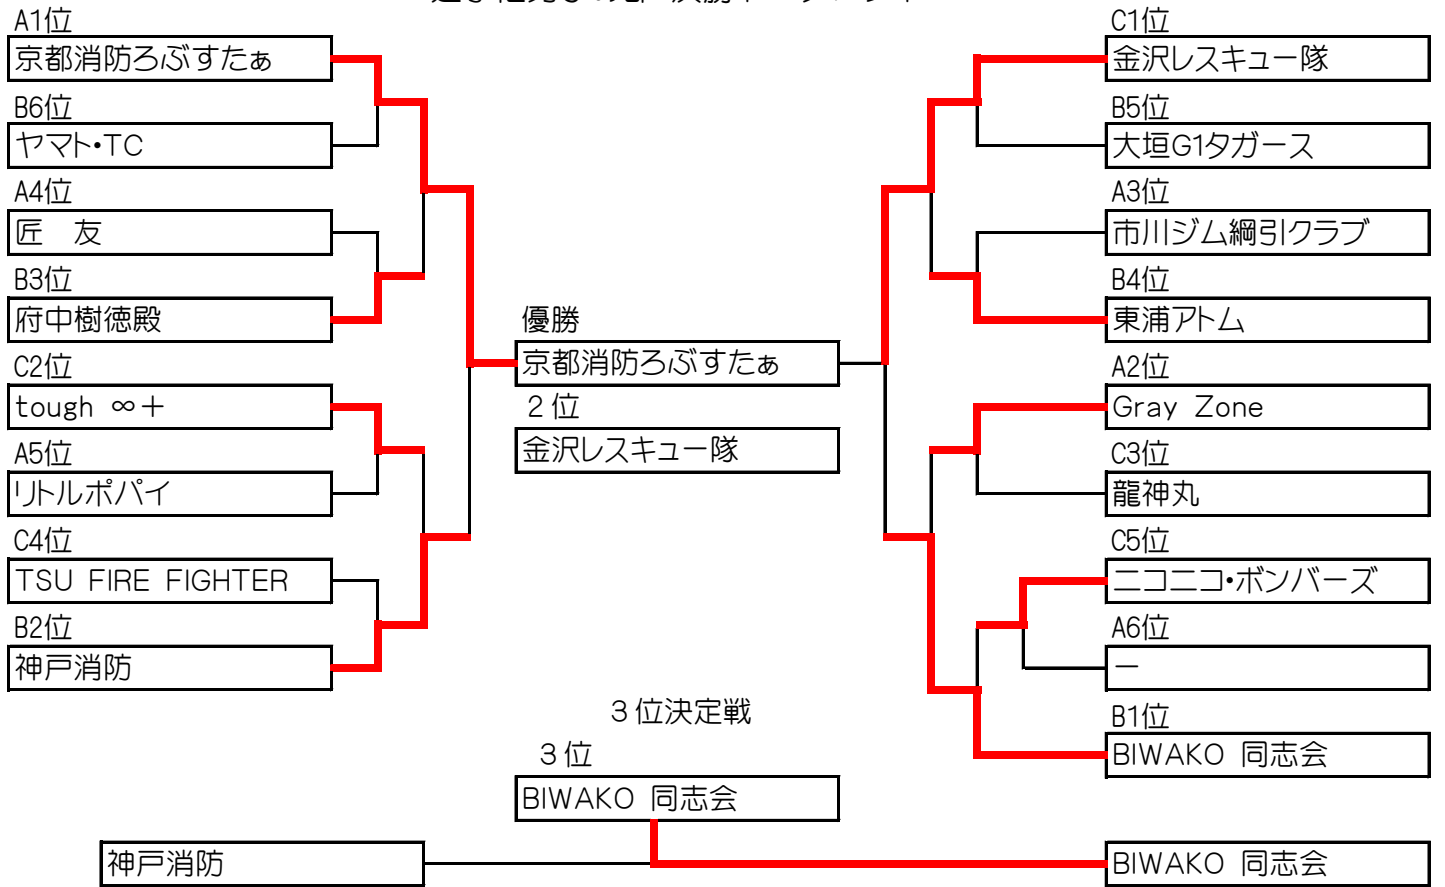 A1位
京都消防ろぶすたぁ
B6位
ヤマト・TC
A4位
匠　友
B3位
府中樹徳殿
C2位
tough ∞＋
A5位
リトルポパイ
C4位
TSU FIRE FIGHTER
B2位
神戸消防
優勝
京都消防ろぶすたぁ
２位
金沢レスキュー隊
C1位
金沢レスキュー隊
B5位
大垣G1タガース
A3位
市川ジム綱引クラブ
B4位
東浦アトム
A2位
Gray Zone
C3位
龍神丸
C5位
ニコニコ・ボンバーズ
A6位
ー
B1位
BIWAKO 同志会
３位決定戦
３位
BIWAKO 同志会
神戸消防
BIWAKO 同志会